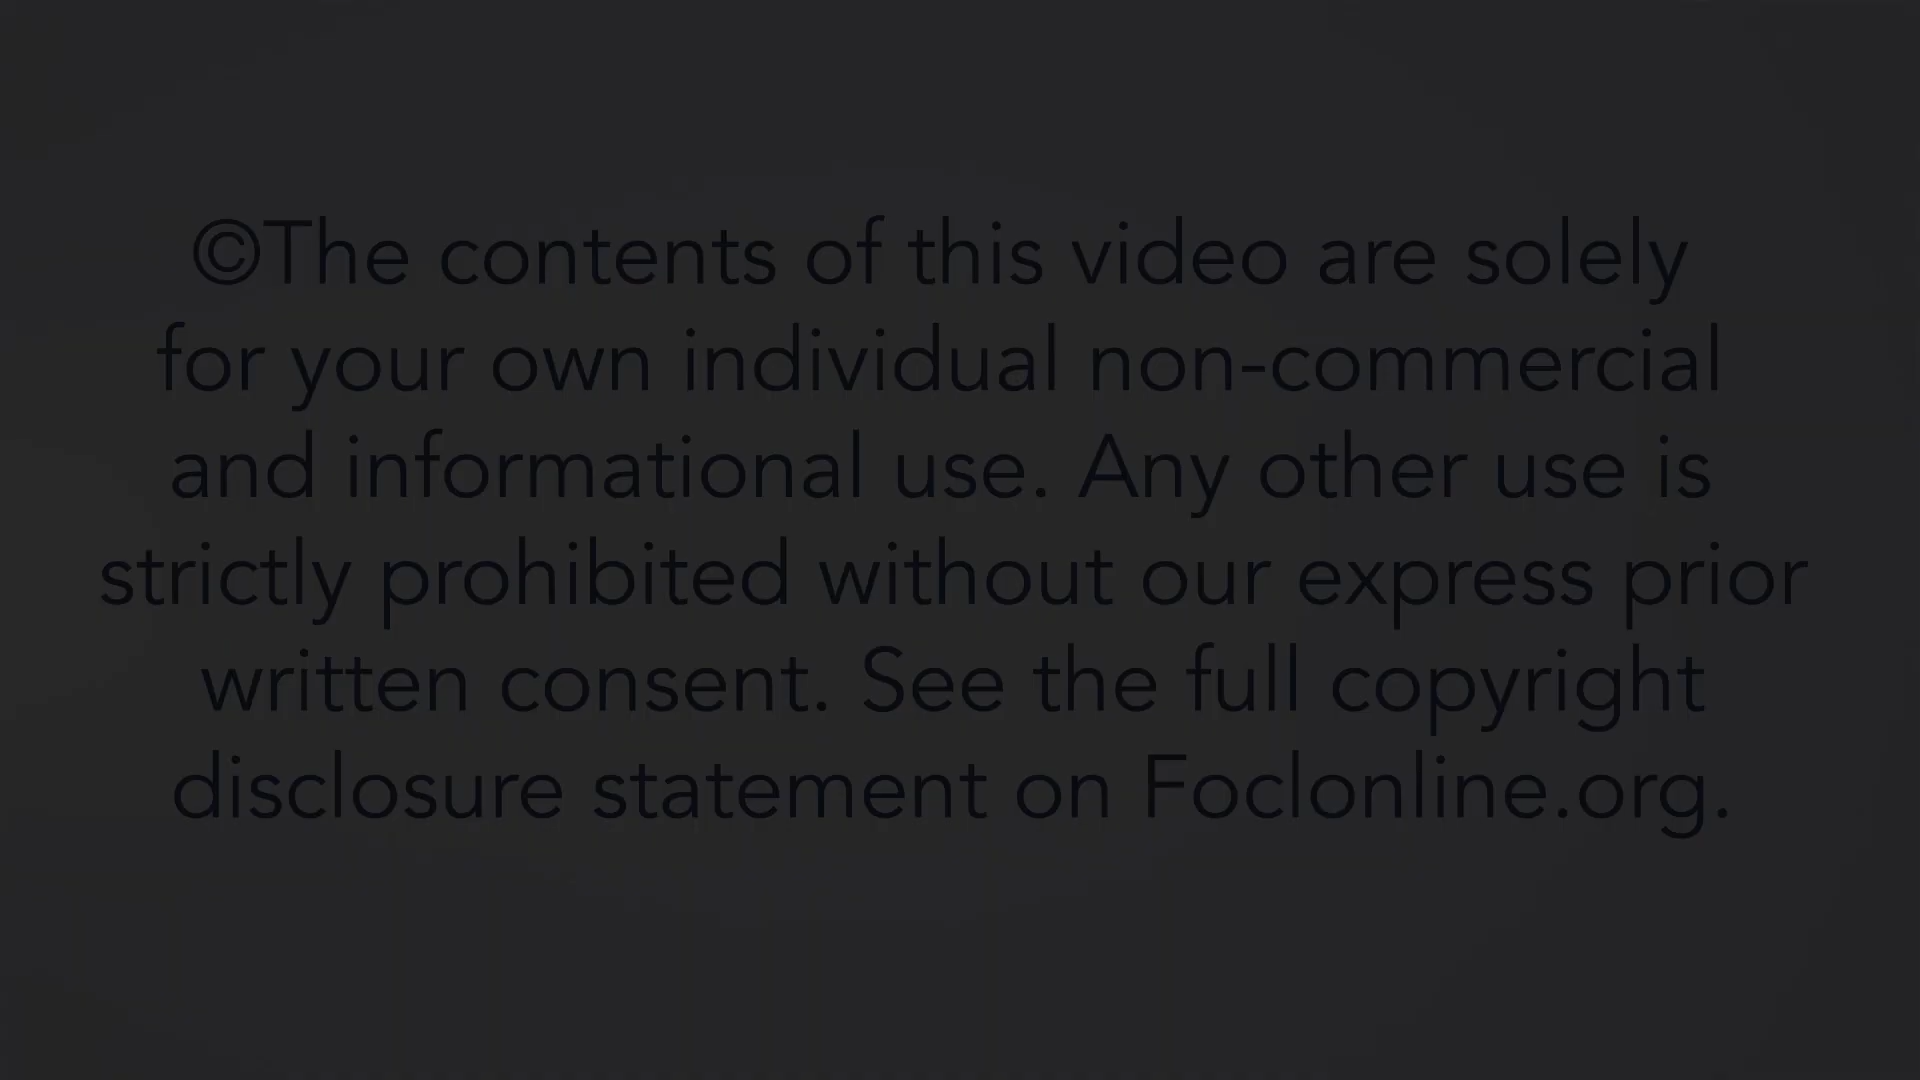 ©The contents of this video are solely
for your own individual non-commercial
and informational use. Any other use is
strictly prohibited without our express prior
written consent. See the full copyright
disclosure statement on Foclonline.org.